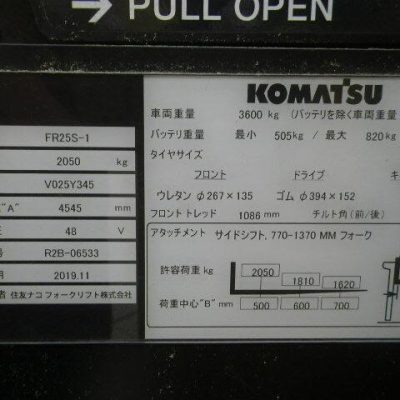 → PULL OPEN
KOMATSU
FR25S-1
2050 kg
VD25Y345
"A" 4545 mm
48 V
号 R2B-06533
月 2019.11
者 住友ナコ フォークリフト株式会社
車両重量 3600 kg (バッテリを除く車両重量
バッテリ重量 最小 505kg / 最大 820kg
タイヤサイズ
フロント ドライブ キ
ウレタン φ267×135 ゴム φ394×152
フロント トレッド 1086 mm チルト角(前/後)
アタッチメント サイドシフト, 770-1370 MM フォーク
許容荷重 kg 2050 1810 1620
荷重中心"B" mm 500 600 700